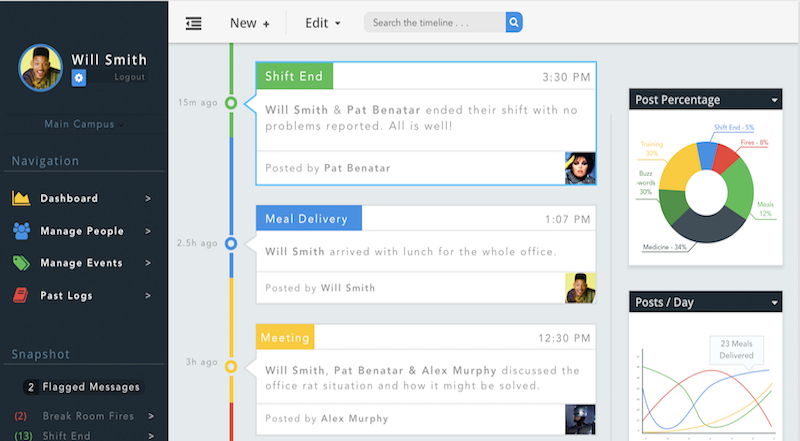 Will Smith
Logout
Main Campus
Navigation
Dashboard >
Manage People >
Manage Events >
Past Logs >
Snapshot
2 Flagged Messages
(2) Break Room Fires >
(13) Shift End >
New +
Edit
Search the timeline . . .
15m ago
Shift End 3:30 PM
Will Smith & Pat Benatar ended their shift with no
problems reported. All is well!
Posted by Pat Benatar
2.5h ago
Meal Delivery 1:07 PM
Will Smith arrived with lunch for the whole office.
Posted by Will Smith
3h ago
Meeting 12:30 PM
Will Smith, Pat Benatar & Alex Murphy discussed the
office rat situation and how it might be solved.
Posted by Alex Murphy
Post Percentage
Shift End - 5%
Fires - 8%
Training
30%
Buzz
-words
30%
Meals
12%
Medicine - 34%
Posts / Day
23 Meals
Delivered